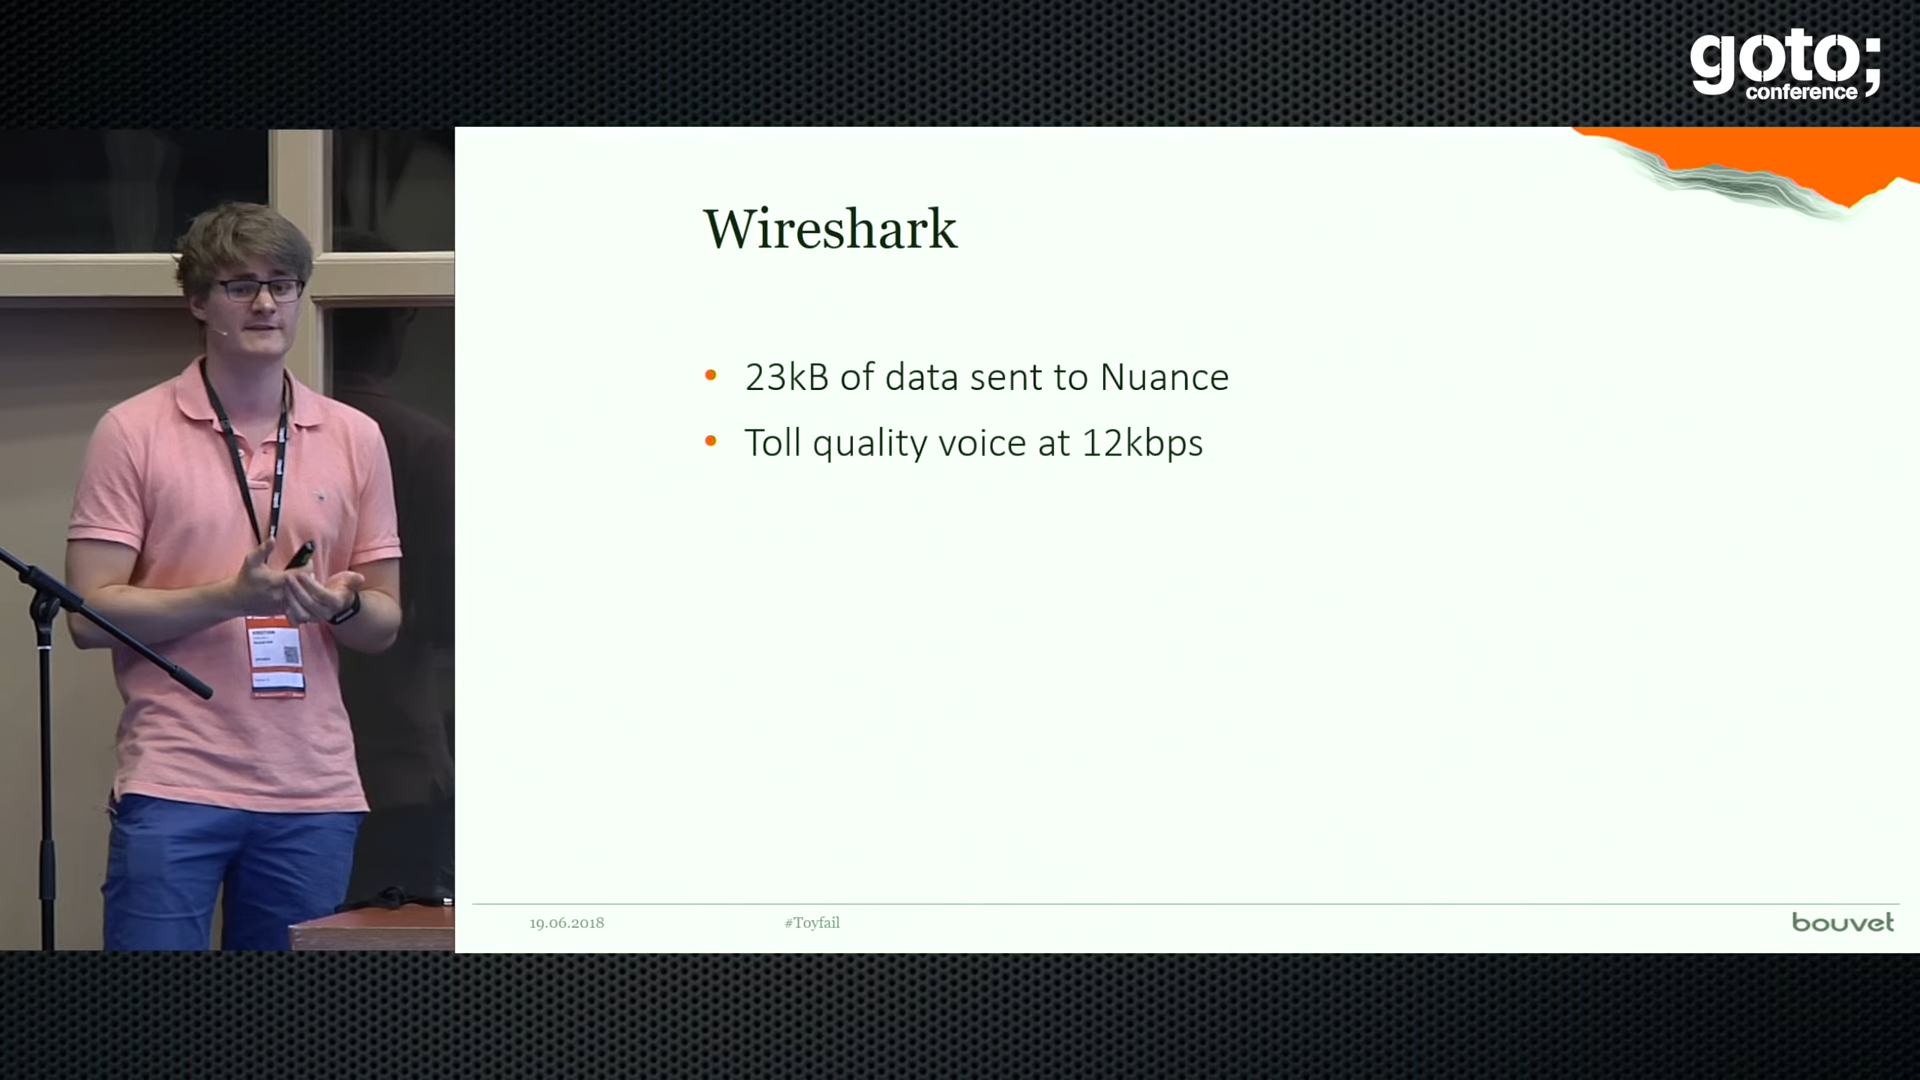 goto;
conference
Wireshark
• 23kB of data sent to Nuance
• Toll quality voice at 12kbps
19.06.2018
#Toyfail
bouvet